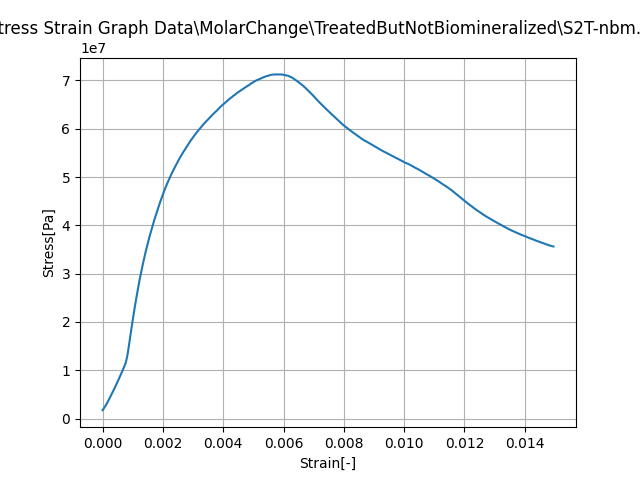 tress Strain Graph Data\MolarChange\TreatedButNotBiomineralized\S2T-nbm.
1e7
7
6
5
4
3
2
1
0
Stress[Pa]
0.000 0.002 0.004 0.006 0.008 0.010 0.012 0.014
Strain[-]